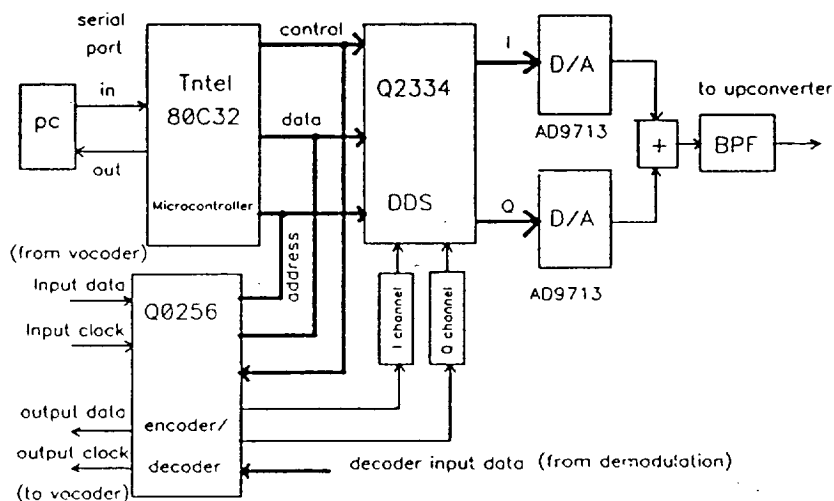 serial
port
control
in
pc
out
Tntel
80C32
Microcontroller
data
address
Q2334
DDS
I
D/A
AD9713
Q
D/A
AD9713
+
BPF
to upconverter
(from vocoder)
Input data
Input clock
Q0256
encoder/
decoder
output data
output clock
(to vocoder)
I channel
Q channel
decoder input data (from demodulation)